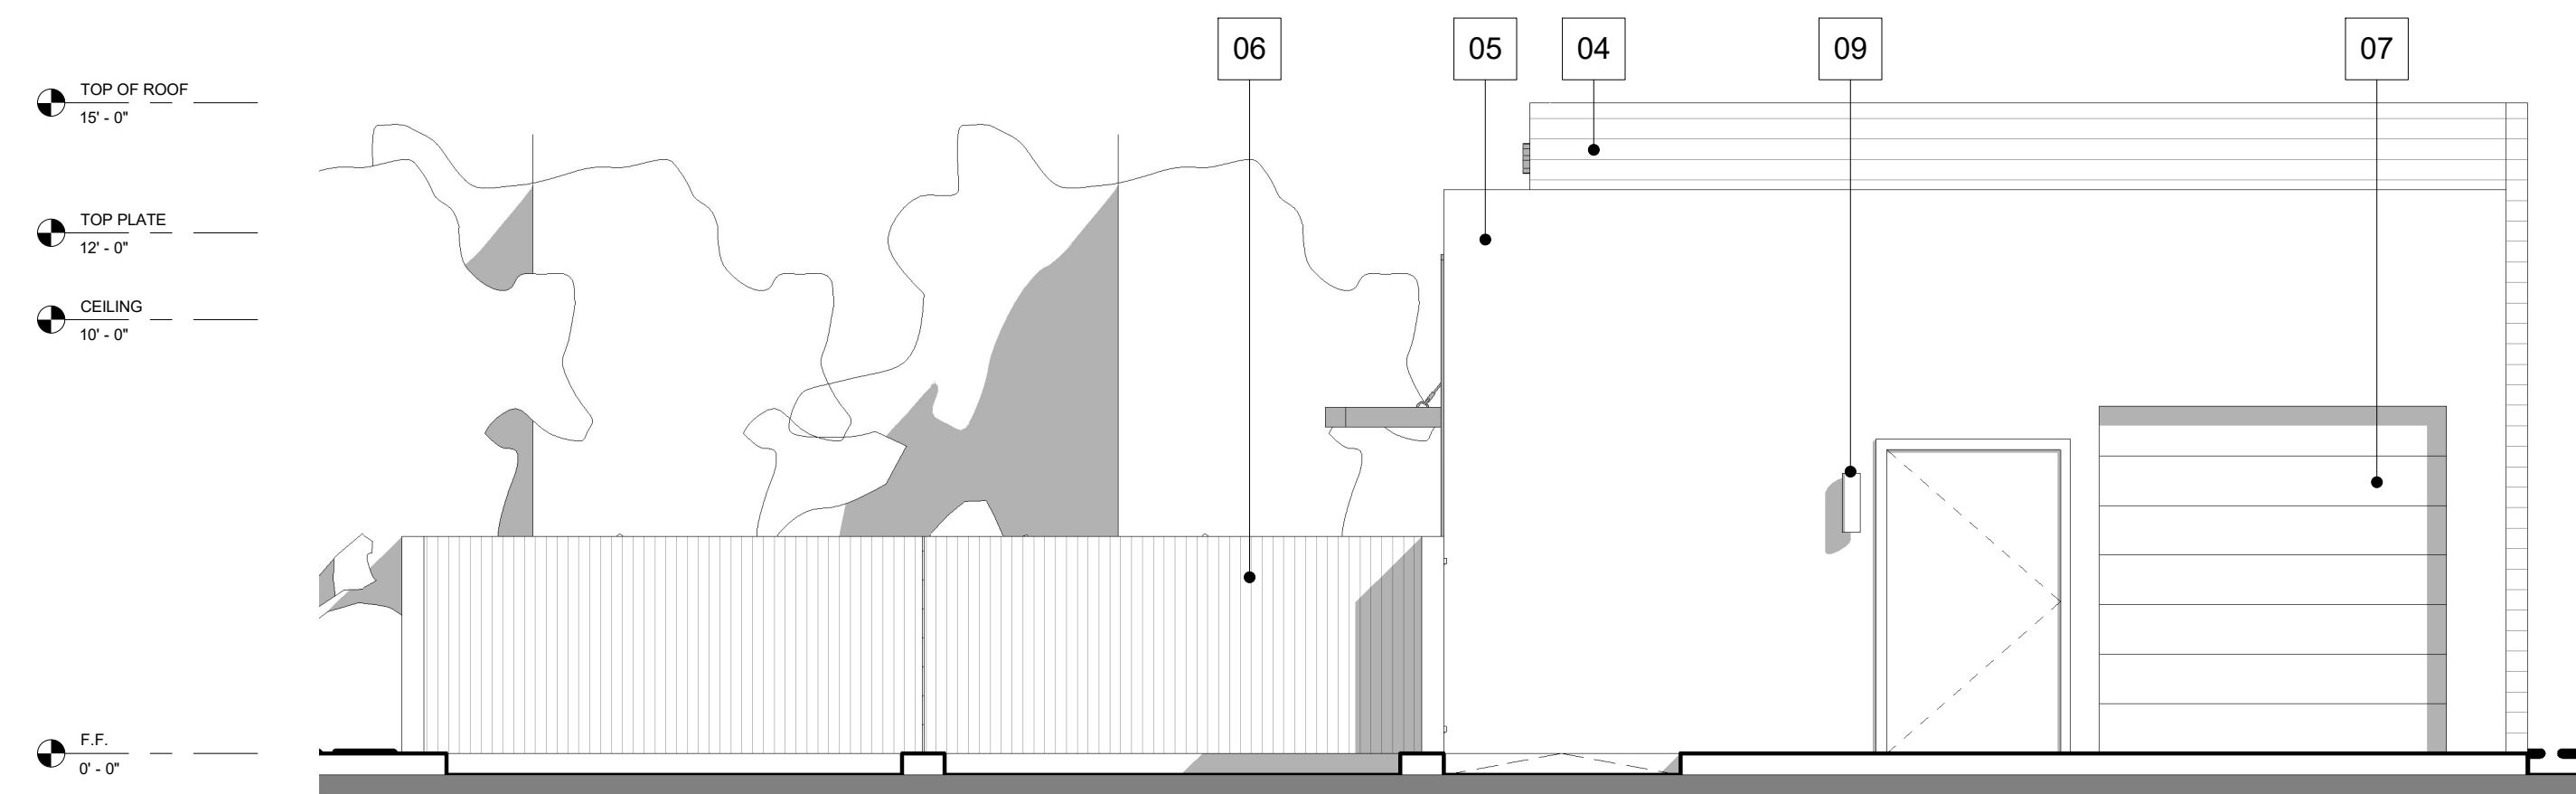 06
05
04
09
07
TOP OF ROOF
15' - 0"
TOP PLATE
12' - 0"
CEILING
10' - 0"
F.F.
0' - 0"